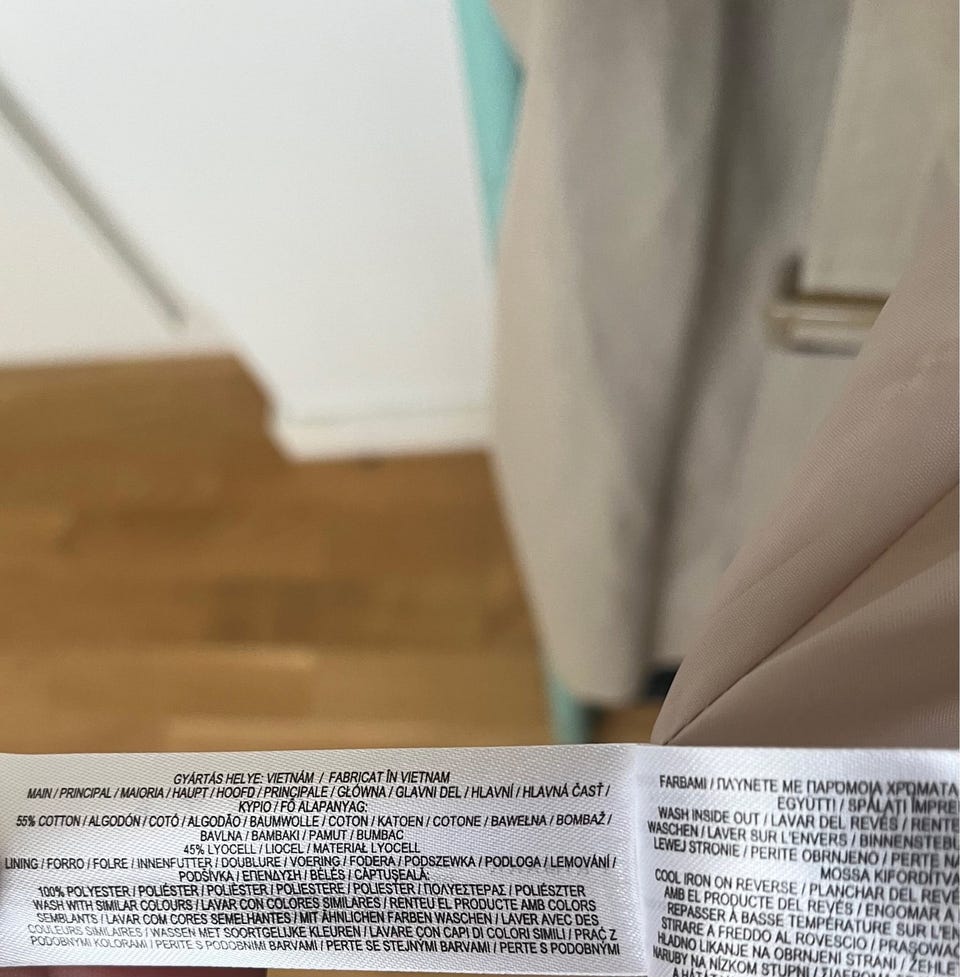 GYÁRTÁS HELYE: VIETNÁM / FABRICAT ÎN VIETNAM
MAIN / PRINCIPAL / MAIORIA / HAUPT / HOOFD / PRINCIPALE / GŁÓWNA / GLAVNI DEL / HLAVNÍ / HLAVNÁ ČASŤ /
ΚΥΡΙΟ / FŐ ALAPANYAG:
55% COTTON / ALGODÓN / COTÓ / ALGODÃO / BAUMWOLLE / COTON / KATOEN / COTONE / BAWEŁNA / BOMBAŽ /
BAVLNA / ΒΑΜΒΑΚΙ / PAMUT / BUMBAC
45% LYOCELL / LIOCEL / MATERIAŁ LYOCELL
LINING / FORRO / FOLRE / INNENFUTTER / DOUBLURE / VOERING / FODERA / PODSZEWKA / PODLOGA / LEMOVÁNÍ /
PODŠÍVKA / ΕΠΕΝΔΥΣΗ / BÉLÉS / CĂPTUŞEALĂ:
100% POLYESTER / POLIÉSTER / POLIÈSTER / POLIESTERE / POLIESTER / ΠΟΛΥΕΣΤΕΡΑΣ / POLIÉSZTER
WASH WITH SIMILAR COLOURS / LAVAR CON COLORES SIMILARES / RENTEU EL PRODUCTE AMB COLORS
SEMBLANTS / LAVAR COM CORES SEMELHANTES / MIT ÄHNLICHEN FARBEN WASCHEN / LAVER AVEC DES
COULEURS SIMILAIRES / WASSEN MET SOORTGELIJKE KLEUREN / LAVARE CON CAPI DI COLORI SIMILI / PRAĆ Z
PODOBNYMI KOLORAMI / PERITE S PODOBNIMI BARVAMI / PERTE SE STEJNÝMI BARVAMI / PERTE S PODOBNÝMI
FARBAMI / ΠΛΥΝΕΤΕ ΜΕ ΠΑΡΌΜΟΙΑ ΧΡΏΜΑΤΑ
EGYÜTT! / SPĂLAȚI ÎMPRE
WASH INSIDE OUT / LAVAR DEL REVÉS / RENTE
WASCHEN / LAVER SUR L'ENVERS / BINNENSTEBU
LEWEJ STRONIE / PERITE OBRNJENO / PERTE NA
MOSSA KIFORDÍTVA
COOL IRON ON REVERSE / PLANCHAR DEL REVÉ
AMB EL PRODUCTE DEL REVÉS / ENGOMAR A
REPASSER À BASSE TEMPÉRATURE SUR L'EN
STIRARE A FREDDO AL ROVESCIO / PRASOWAĆ
HLADNO LIKANJE NA OBRNJENI STRANI / ŽEHLE
NARUBY NA NÍZKOM STUPNI